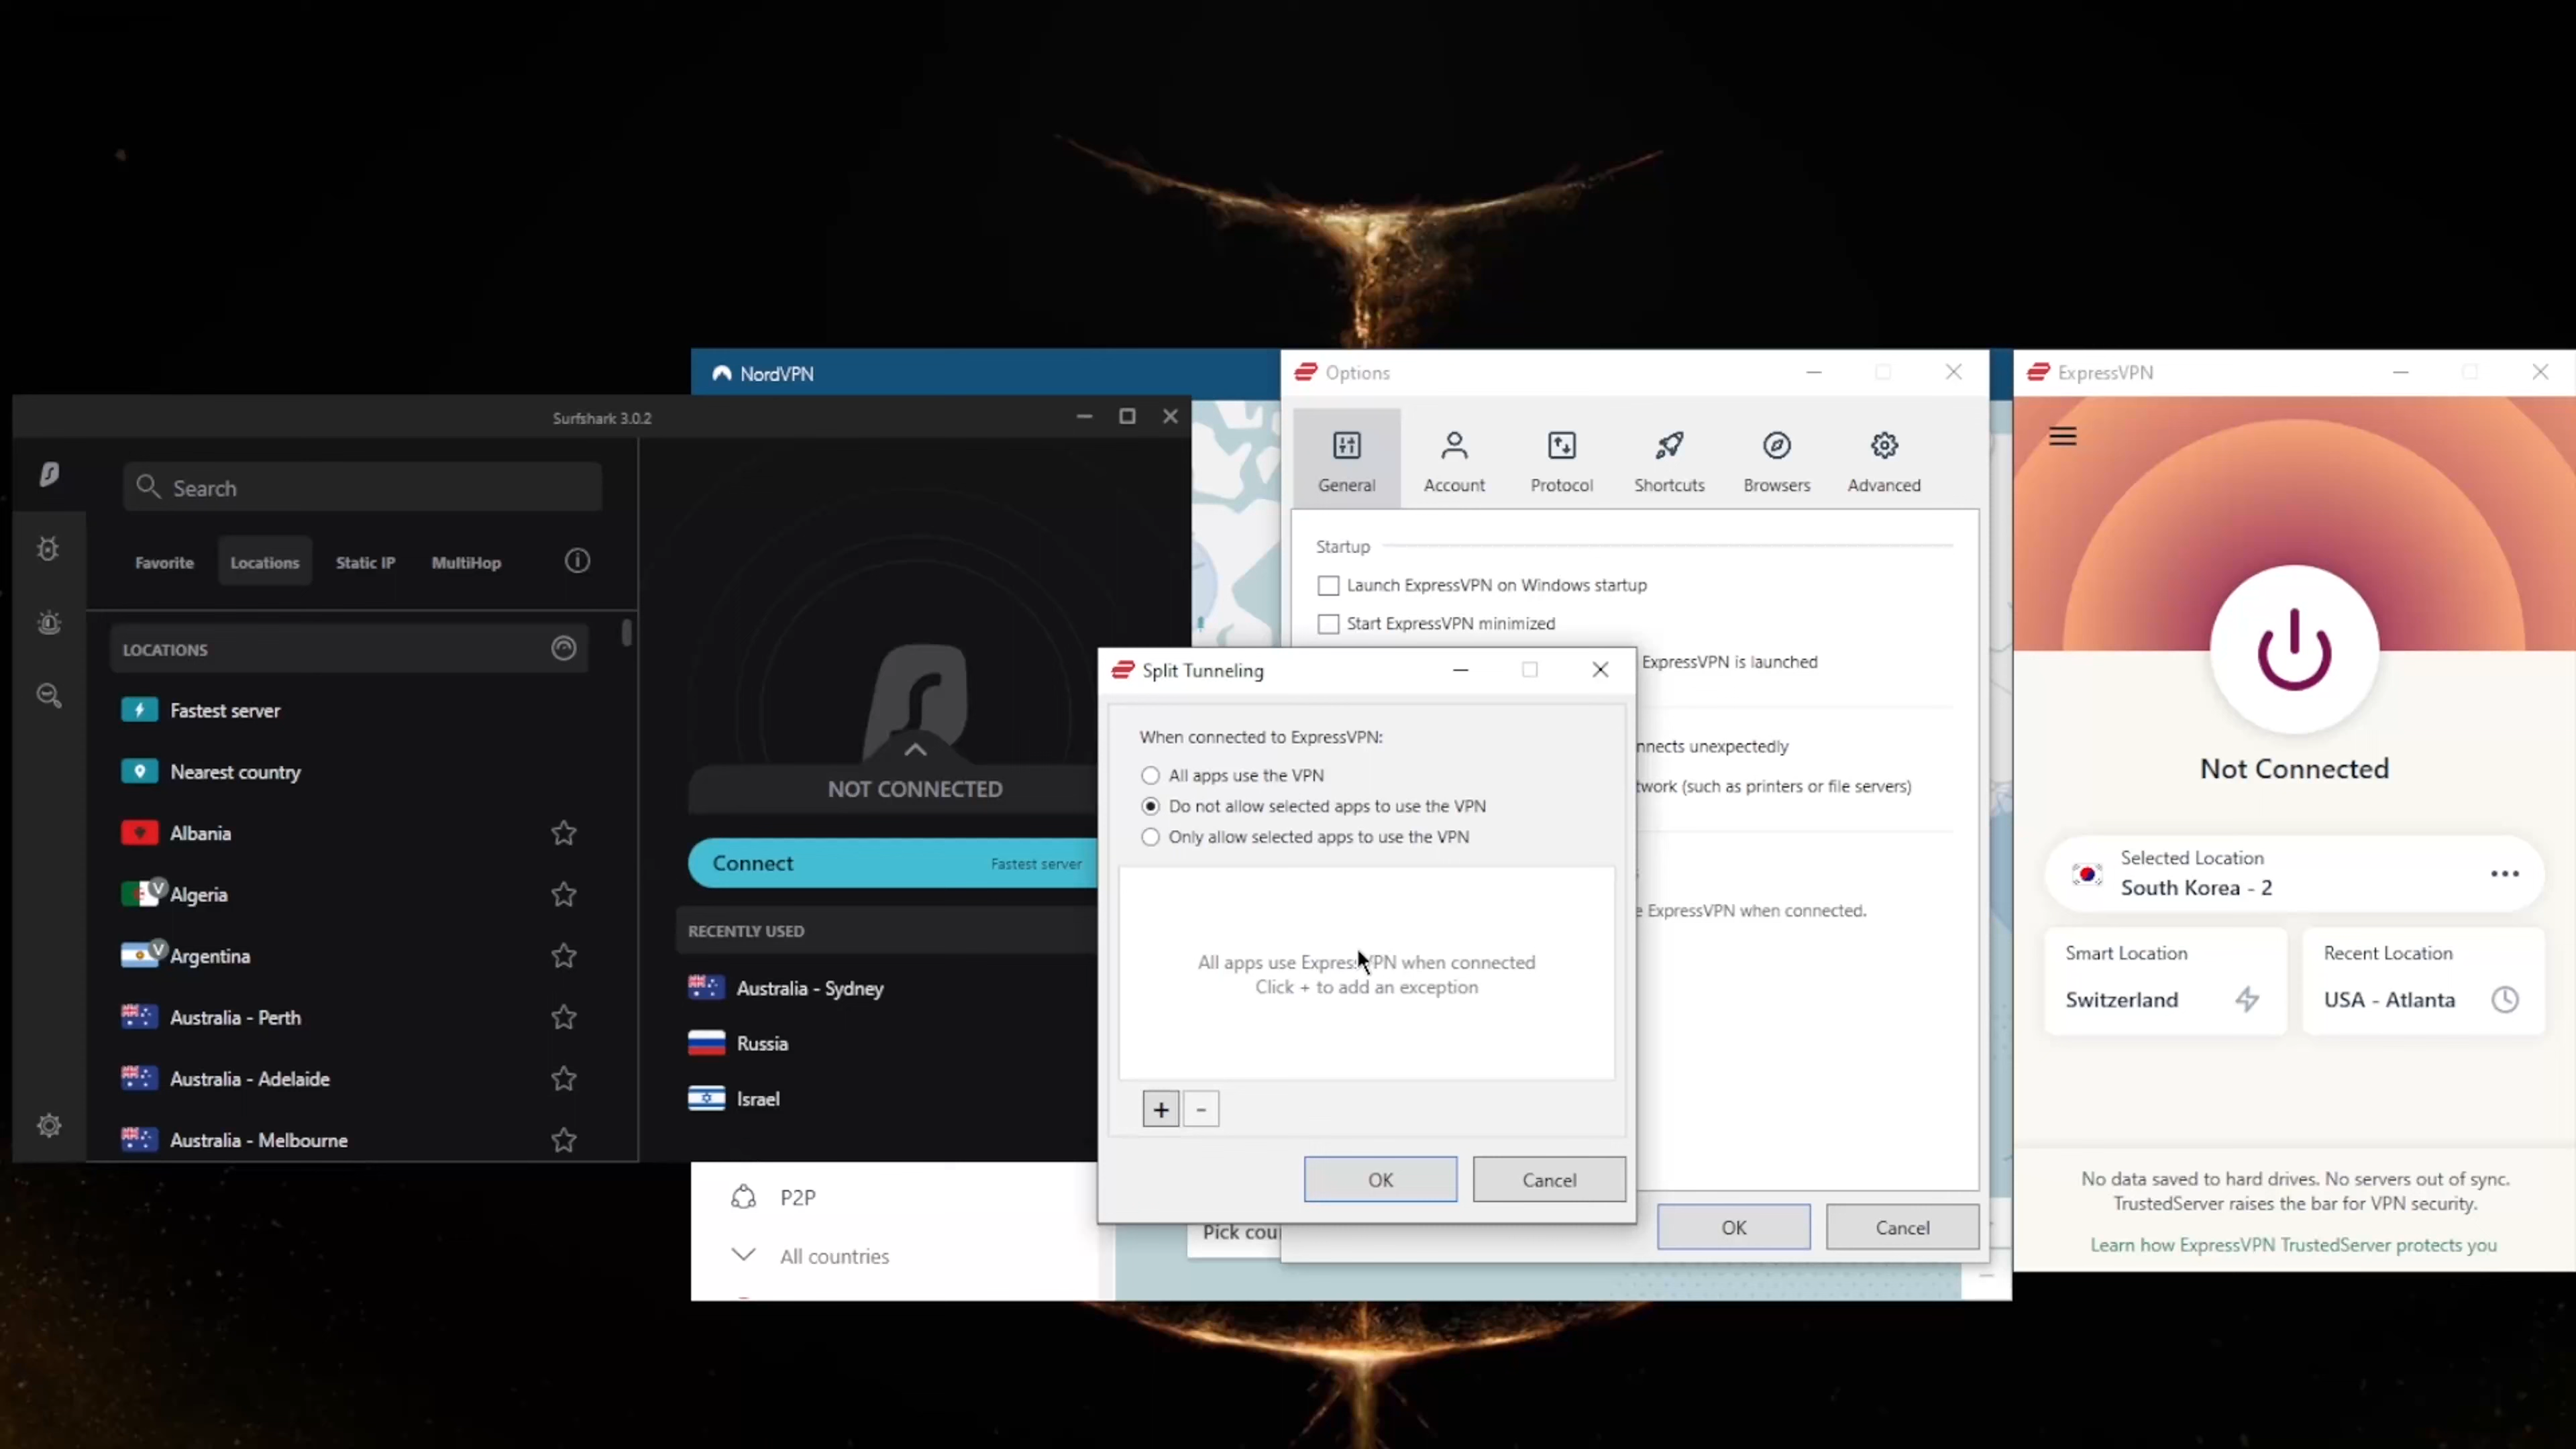 Surfshark 3.0.2
Search
Favorite
Locations
Static IP
MultiHop
LOCATIONS
Fastest server
Nearest country
Albania
Algeria
Argentina
Australia - Perth
Australia - Adelaide
Australia - Melbourne
NOT CONNECTED
Connect
Fastest server
RECENTLY USED
Australia - Sydney
Russia
Israel
NordVPN
P2P
All countries
Options
General
Account
Protocol
Shortcuts
Browsers
Advanced
Startup
Launch ExpressVPN on Windows startup
Start ExpressVPN minimized
ExpressVPN is launched
unexpectedly
(such as printers or file servers)
ExpressVPN when connected.
OK
Cancel
Split Tunneling
When connected to ExpressVPN:
All apps use the VPN
Do not allow selected apps to use the VPN
Only allow selected apps to use the VPN
All apps use ExpressVPN when connected
Click + to add an exception
+
-
OK
Cancel
Pick
ExpressVPN
Not Connected
Selected Location
South Korea - 2
Smart Location
Switzerland
Recent Location
USA - Atlanta
No data saved to hard drives. No servers out of sync.
TrustedServer raises the bar for VPN security.
Learn how ExpressVPN TrustedServer protects you